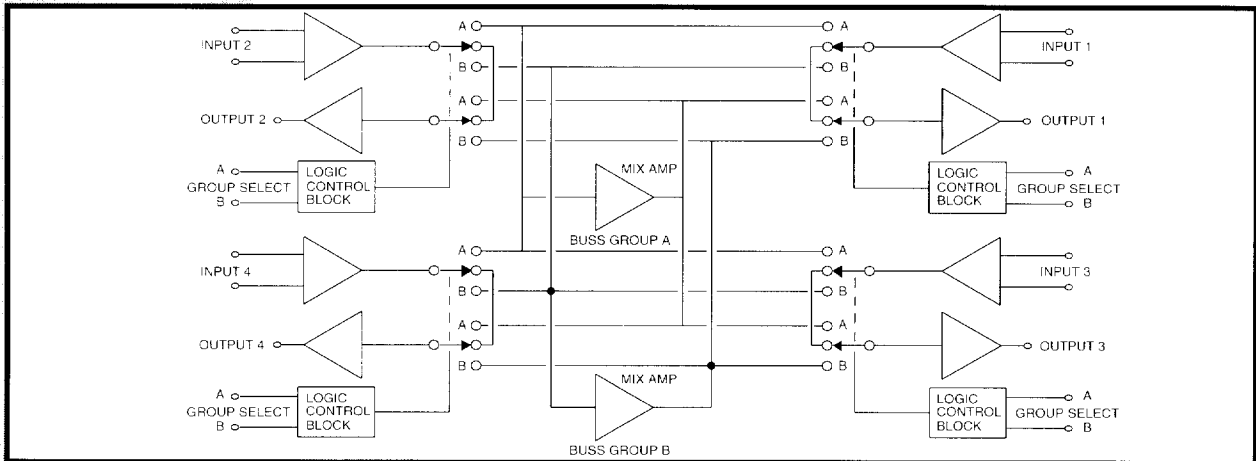 A A
INPUT 2 INPUT 1
B B
A A
OUTPUT 2 OUTPUT 1
B B
A LOGIC MIX AMP LOGIC A
GROUP SELECT CONTROL CONTROL GROUP SELECT
B BLOCK BLOCK B
BUSS GROUP A
A A
INPUT 4 INPUT 3
B B
A A
OUTPUT 4 OUTPUT 3
B B
MIX AMP
A LOGIC LOGIC A
GROUP SELECT CONTROL CONTROL GROUP SELECT
B BLOCK BLOCK B
BUSS GROUP B